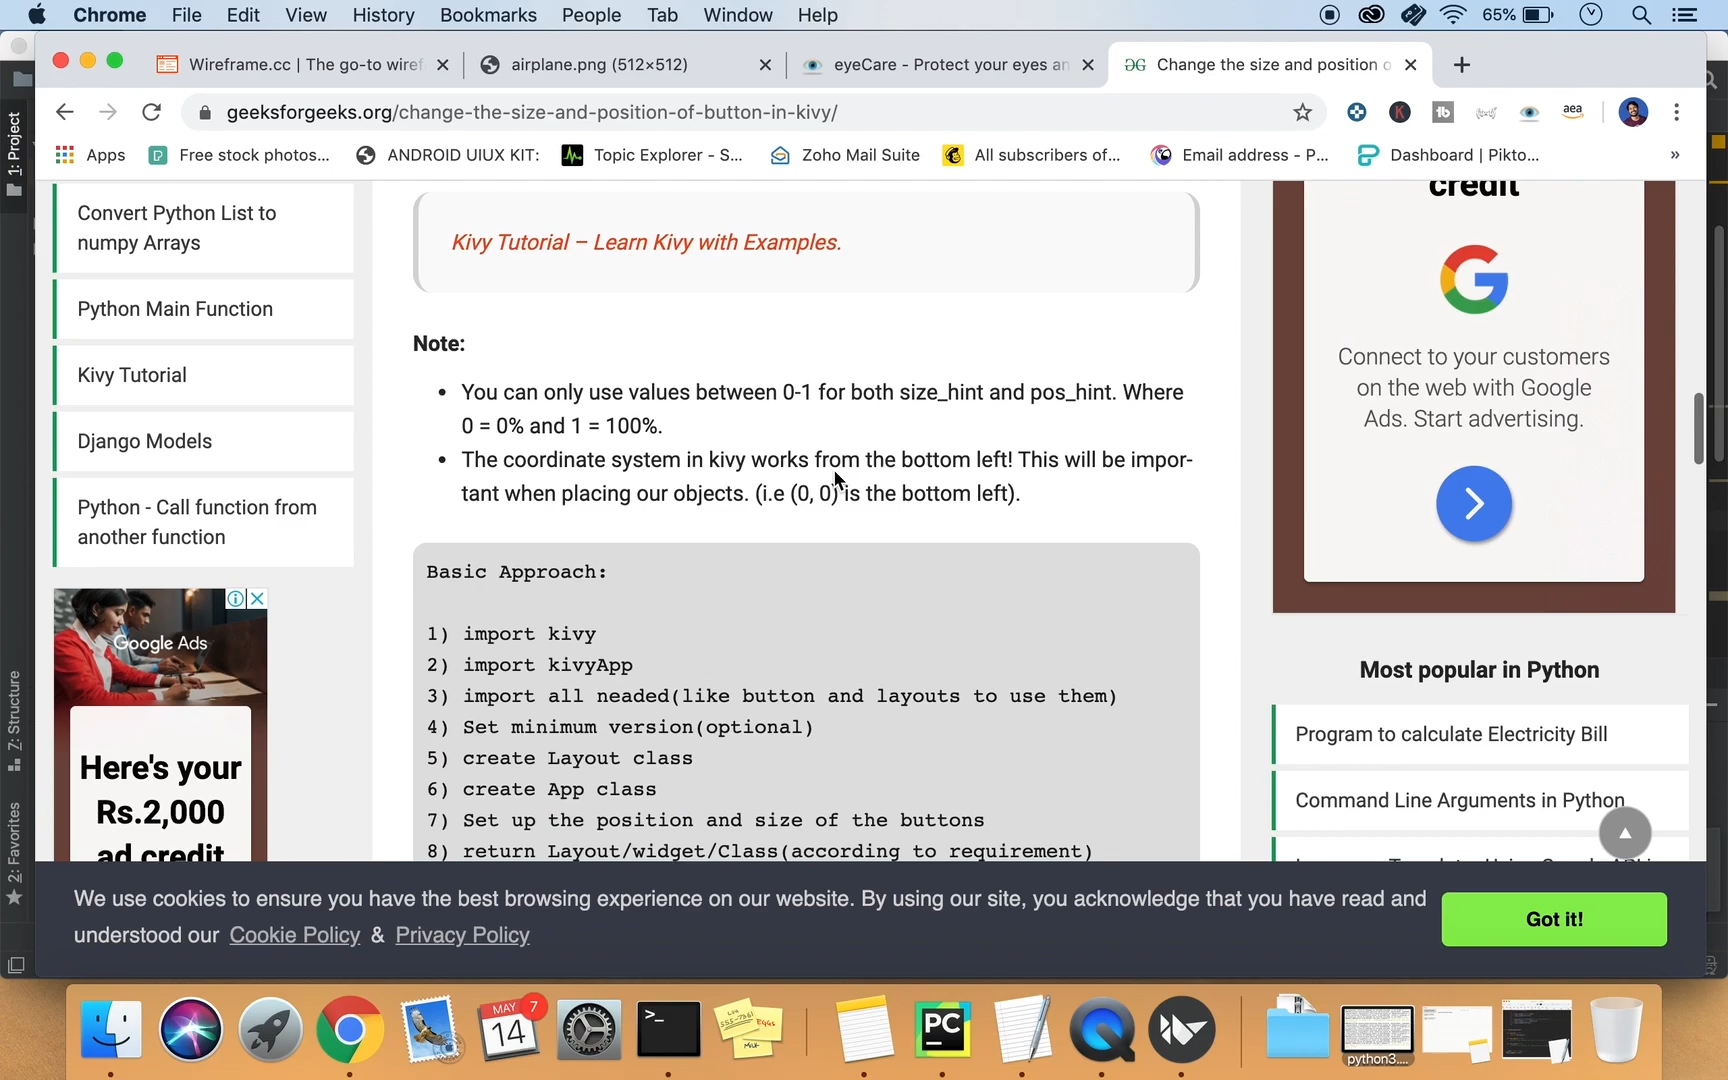 Chrome File Edit View History Bookmarks People Tab Window Help 65%
Wireframe.cc | The go-to wiref airplane.png (512×512) eyeCare - Protect your eyes an Change the size and position o
geeksforgeeks.org/change-the-size-and-position-of-button-in-kivy/
Apps Free stock photos... ANDROID UIUX KIT: Topic Explorer - S... Zoho Mail Suite All subscribers of... Email address - P... Dashboard | Pikto... »
1: Project
7: Structure
2: Favorites
Convert Python List to
numpy Arrays
Python Main Function
Kivy Tutorial
Django Models
Python - Call function from
another function
Google Ads
Here's your
Rs.2,000
ad credit
Kivy Tutorial – Learn Kivy with Examples.
Note:
• You can only use values between 0-1 for both size_hint and pos_hint. Where
0 = 0% and 1 = 100%.
• The coordinate system in kivy works from the bottom left! This will be impor-
tant when placing our objects. (i.e (0, 0) is the bottom left).
Basic Approach:
1) import kivy
2) import kivyApp
3) import all neaded(like button and layouts to use them)
4) Set minimum version(optional)
5) create Layout class
6) create App class
7) Set up the position and size of the buttons
8) return Layout/widget/Class(according to requirement)
credit
Connect to your customers
on the web with Google
Ads. Start advertising.
Most popular in Python
Program to calculate Electricity Bill
Command Line Arguments in Python
We use cookies to ensure you have the best browsing experience on our website. By using our site, you acknowledge that you have read and
understood our Cookie Policy & Privacy Policy
Got it!
MAY 7
14
PC
python3....